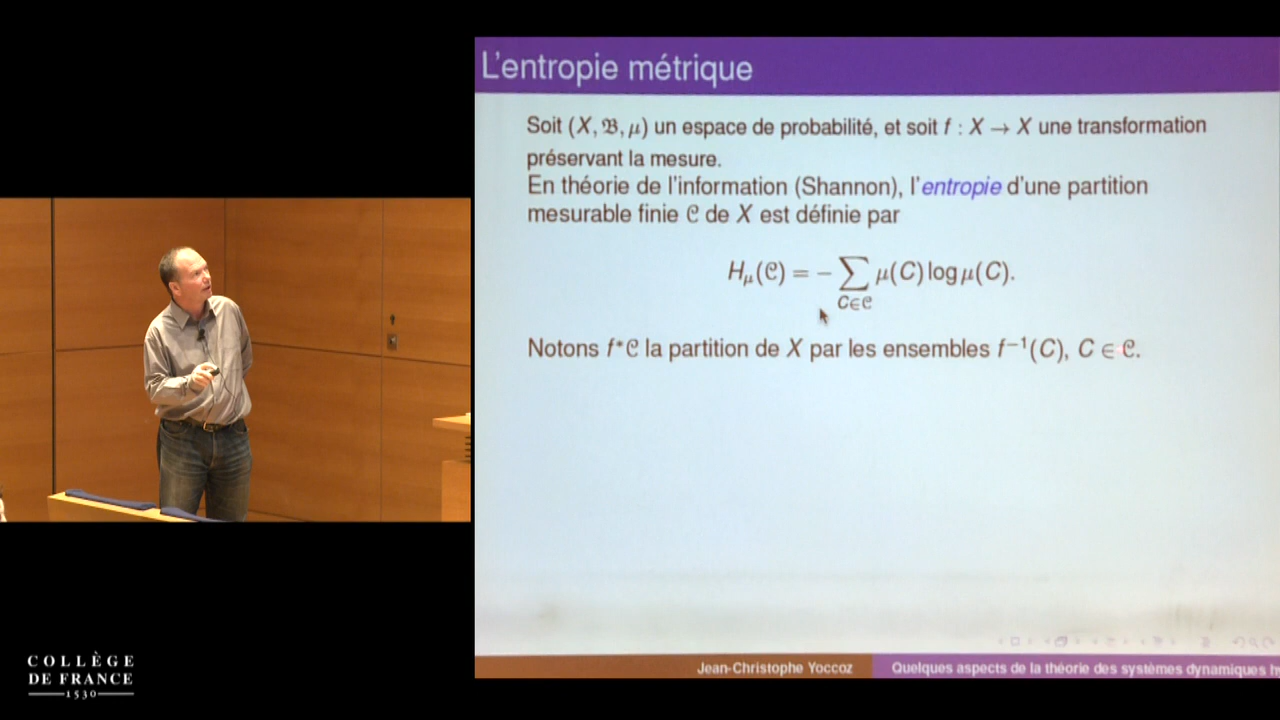 L'entropie métrique
Soit (X, 𝔅, μ) un espace de probabilité, et soit f : X → X une transformation
préservant la mesure.
En théorie de l'information (Shannon), l'entropie d'une partition
mesurable finie 𝒞 de X est définie par
H_μ(𝒞) = − ∑_{C∈𝒞} μ(C) log μ(C).
Notons f*𝒞 la partition de X par les ensembles f⁻¹(C), C ∈ 𝒞.
Jean-Christophe Yoccoz
Quelques aspects de la théorie des systèmes dynamiques
COLLÈGE
DE FRANCE
1530